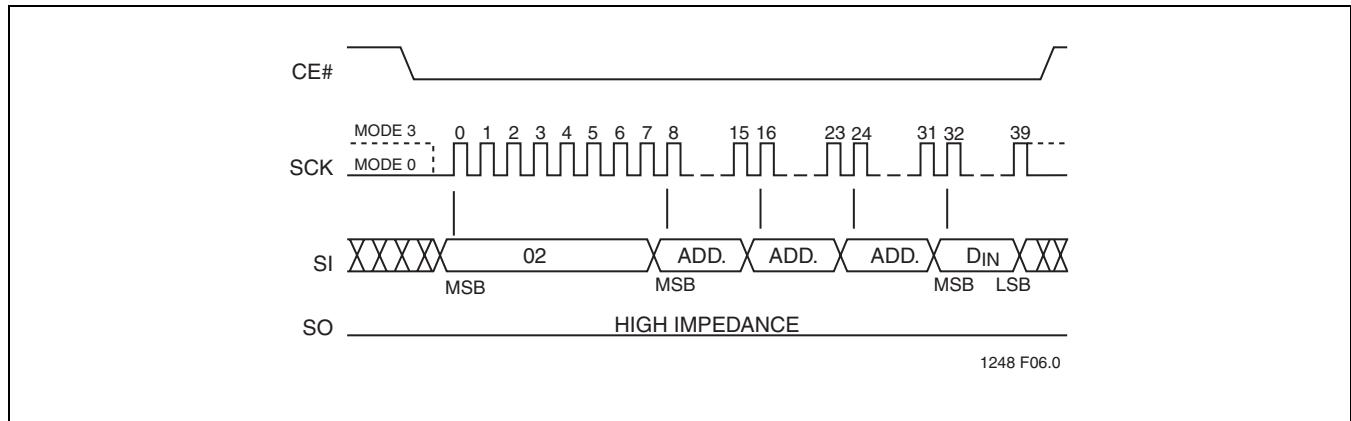 CE#
MODE 3
0 1 2 3 4 5 6 7 8 15 16 23 24 31 32 39
SCK MODE 0
SI 02 ADD. ADD. ADD. DIN
MSB MSB MSB LSB
SO HIGH IMPEDANCE
1248 F06.0